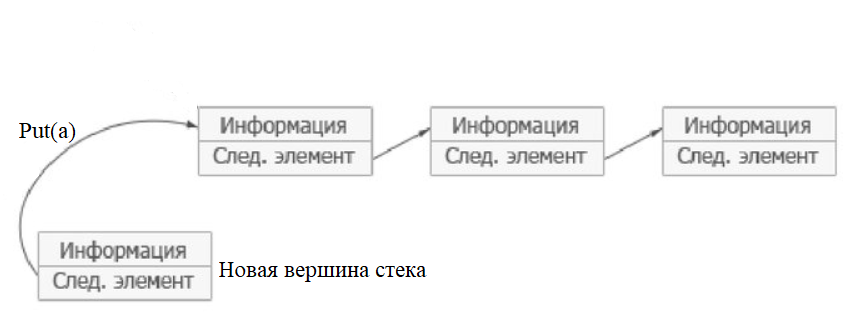 Put(a)
Информация
След. элемент
Информация
След. элемент
Информация
След. элемент
Информация
След. элемент
Новая вершина стека